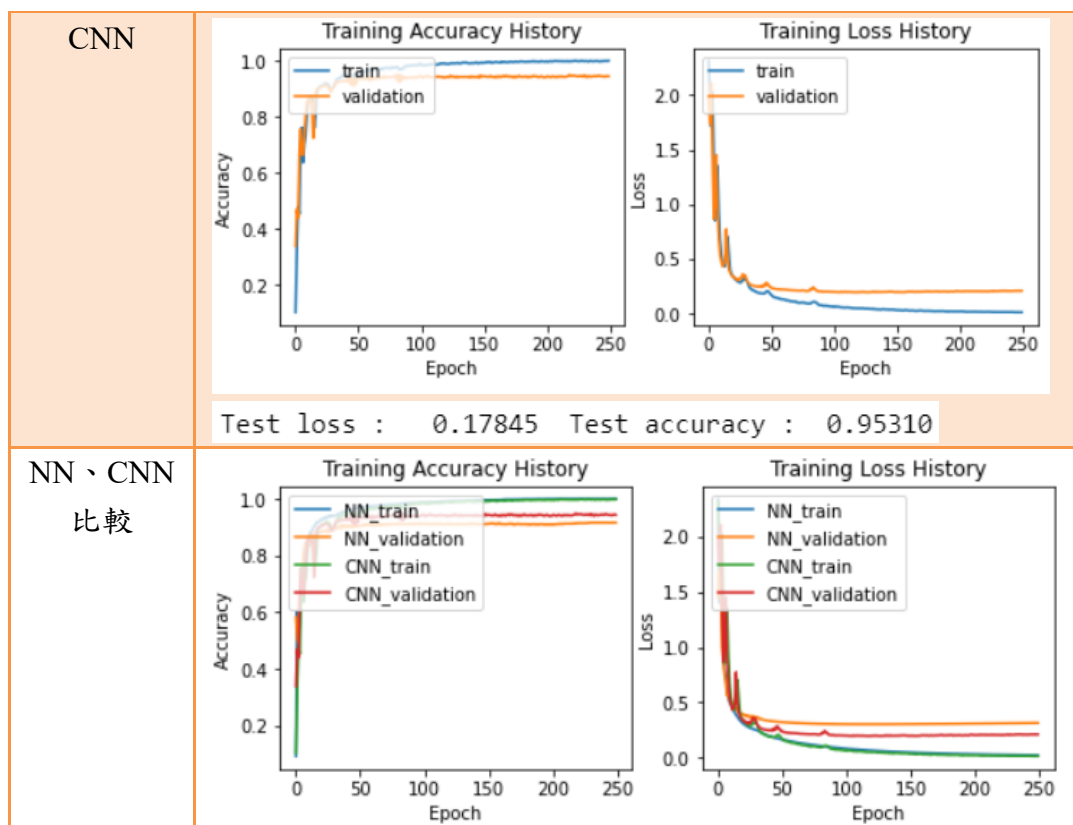 CNN
Training Accuracy History
1.0
0.8
0.6
0.4
0.2
Accuracy
train
validation
0 50 100 150 200 250
Epoch
Training Loss History
2.0
1.5
1.0
0.5
0.0
Loss
train
validation
0 50 100 150 200 250
Epoch
Test loss : 0.17845 Test accuracy : 0.95310
NN、CNN
比較
Training Accuracy History
1.0
0.8
0.6
0.4
0.2
Accuracy
NN_train
NN_validation
CNN_train
CNN_validation
0 50 100 150 200 250
Epoch
Training Loss History
2.0
1.5
1.0
0.5
0.0
Loss
NN_train
NN_validation
CNN_train
CNN_validation
0 50 100 150 200 250
Epoch